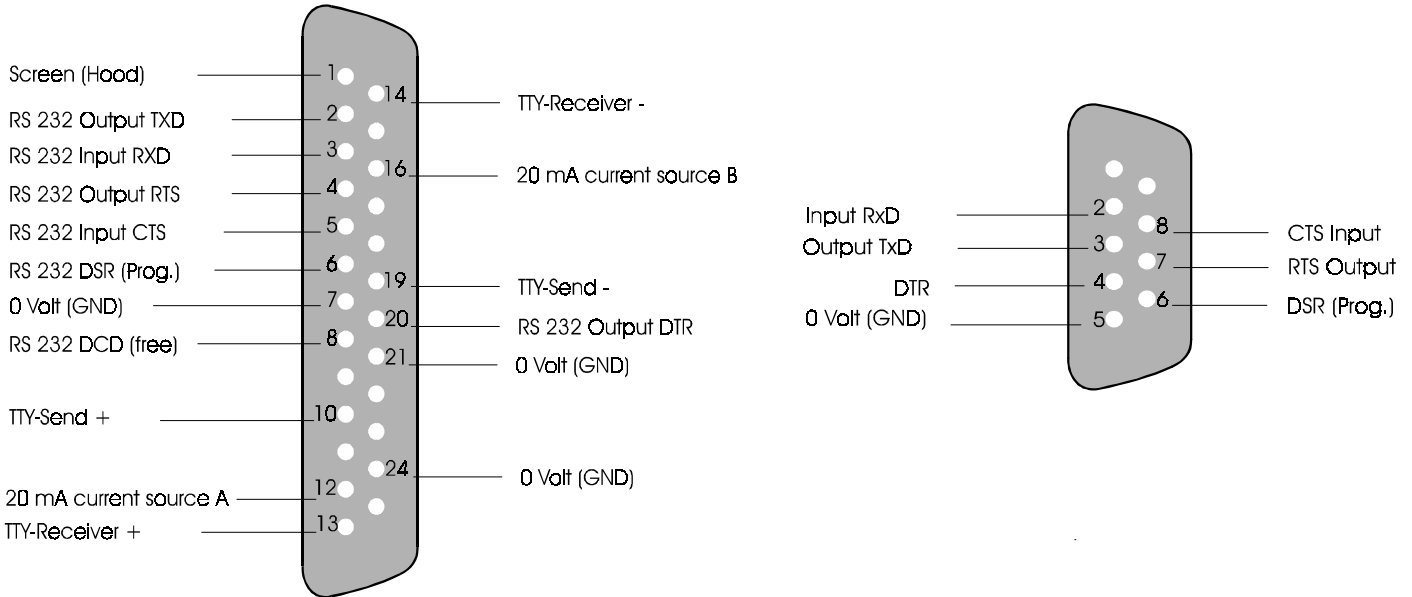 Screen (Hood)
RS 232 Output TXD
RS 232 Input RXD
RS 232 Output RTS
RS 232 Input CTS
RS 232 DSR (Prog.)
0 Volt (GND)
RS 232 DCD (free)
TTY-Send +
20 mA current source A
TTY-Receiver +
1
2
3
4
5
6
7
8
10
12
13
14
16
19
20
21
24
TTY-Receiver -
20 mA current source B
TTY-Send -
RS 232 Output DTR
0 Volt (GND)
0 Volt (GND)
Input RxD
Output TxD
DTR
0 Volt (GND)
2
3
4
5
8
7
6
CTS Input
RTS Output
DSR (Prog.)